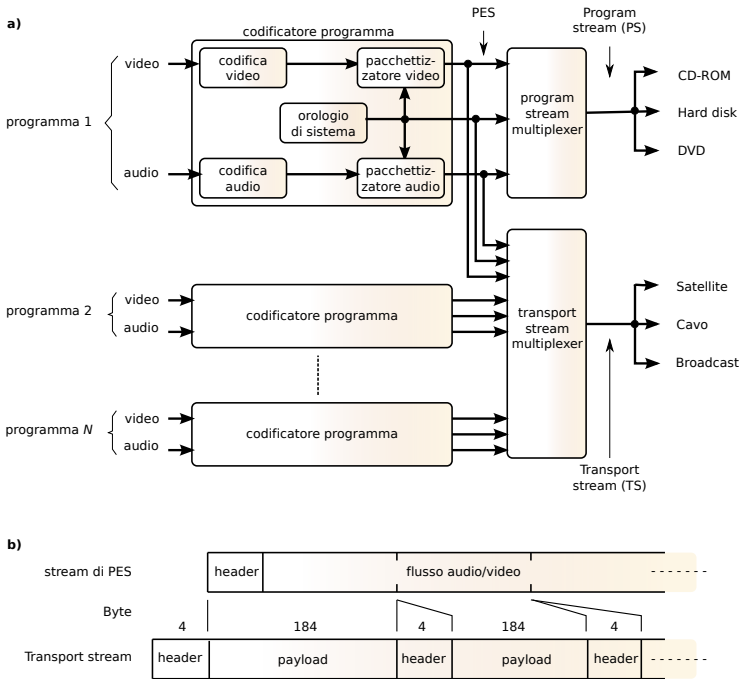 a)
codificatore programma
PES
Program
stream (PS)
video
codifica
video
pacchettiz-
zatore video
programma 1
orologio
di sistema
program
stream
multiplexer
CD-ROM
Hard disk
DVD
audio
codifica
audio
pacchettiz-
zatore audio
programma 2
video
audio
codificatore programma
transport
stream
multiplexer
Satellite
Cavo
Broadcast
programma N
video
audio
codificatore programma
Transport
stream (TS)
b)
stream di PES
header
flusso audio/video
Byte
4
184
4
184
4
Transport stream
header
payload
header
payload
header